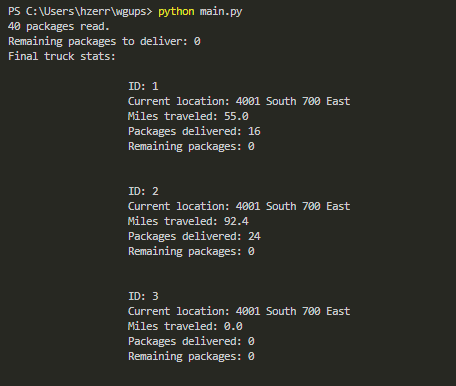 PS C:\Users\hzerr\wgups> python main.py
40 packages read.
Remaining packages to deliver: 0
Final truck stats:
ID: 1
Current location: 4001 South 700 East
Miles traveled: 55.0
Packages delivered: 16
Remaining packages: 0
ID: 2
Current location: 4001 South 700 East
Miles traveled: 92.4
Packages delivered: 24
Remaining packages: 0
ID: 3
Current location: 4001 South 700 East
Miles traveled: 0.0
Packages delivered: 0
Remaining packages: 0